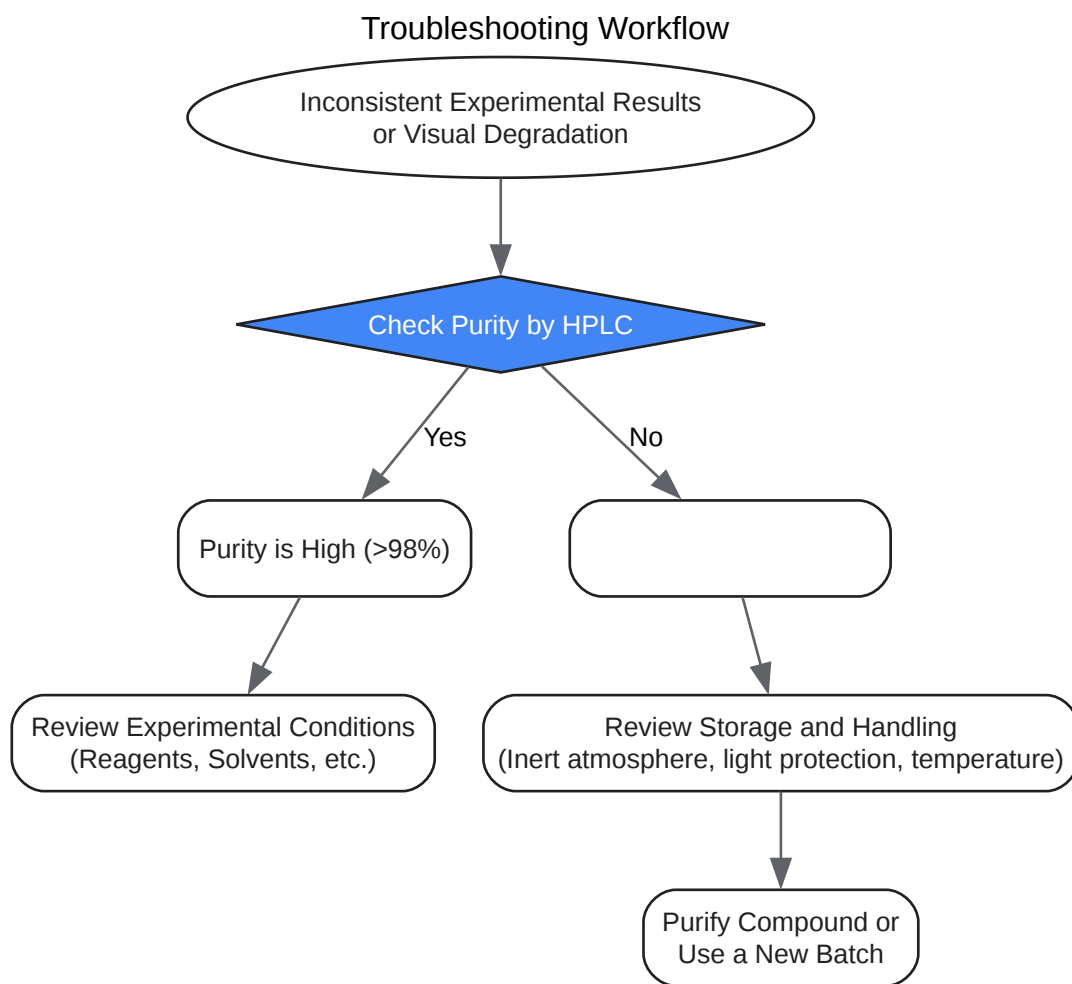 Troubleshooting Workflow
Inconsistent Experimental Results
or Visual Degradation
Check Purity by HPLC
Yes
No
Purity is High (>98%)
Review Experimental Conditions
(Reagents, Solvents, etc.)
Review Storage and Handling
(Inert atmosphere, light protection, temperature)
Purify Compound or
Use a New Batch